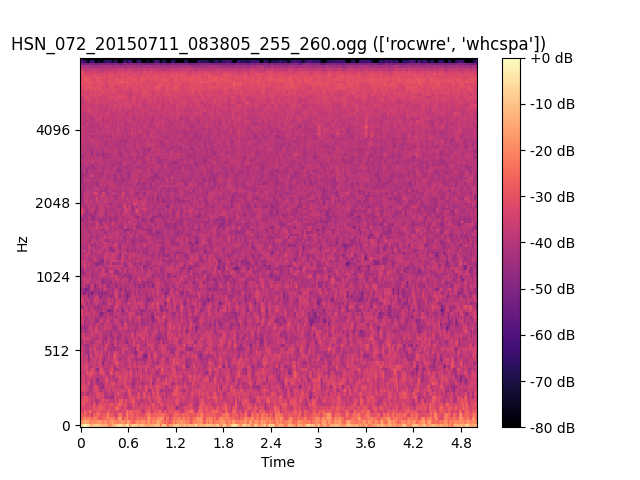 HSN_072_20150711_083805_255_260.ogg (['rocwre', 'whcspa'])
+0 dB
-10 dB
-20 dB
-30 dB
-40 dB
-50 dB
-60 dB
-70 dB
-80 dB
4096
2048
1024
512
0
Hz
0 0.6 1.2 1.8 2.4 3 3.6 4.2 4.8
Time